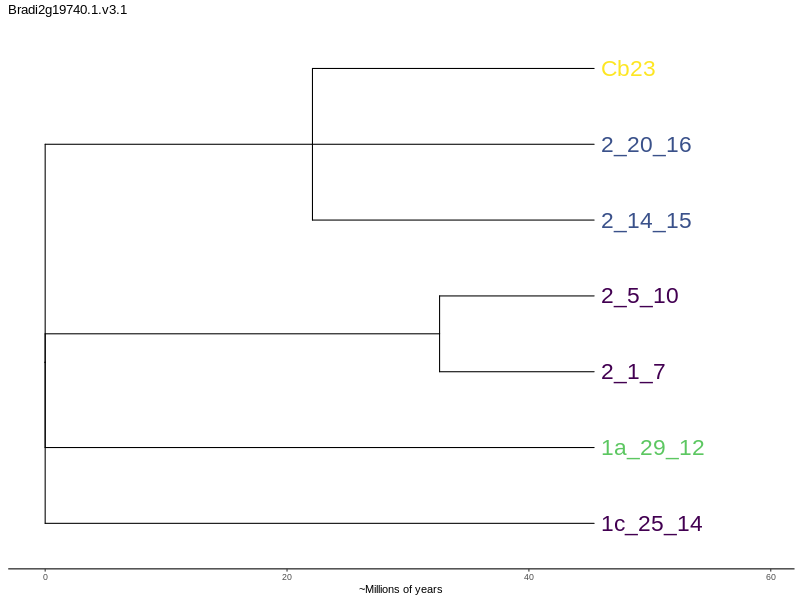 Bradi2g19740.1.v3.1
Cb23
2_20_16
2_14_15
2_5_10
2_1_7
1a_29_12
1c_25_14
0 20 40 60
~Millions of years